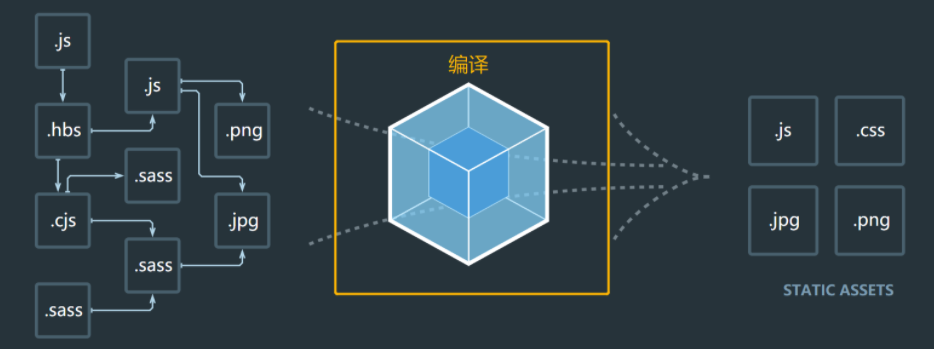 .js
.js
.hbs
.png
.sass
.cjs
.jpg
.sass
.sass
编译
.js
.css
.jpg
.png
STATIC ASSETS